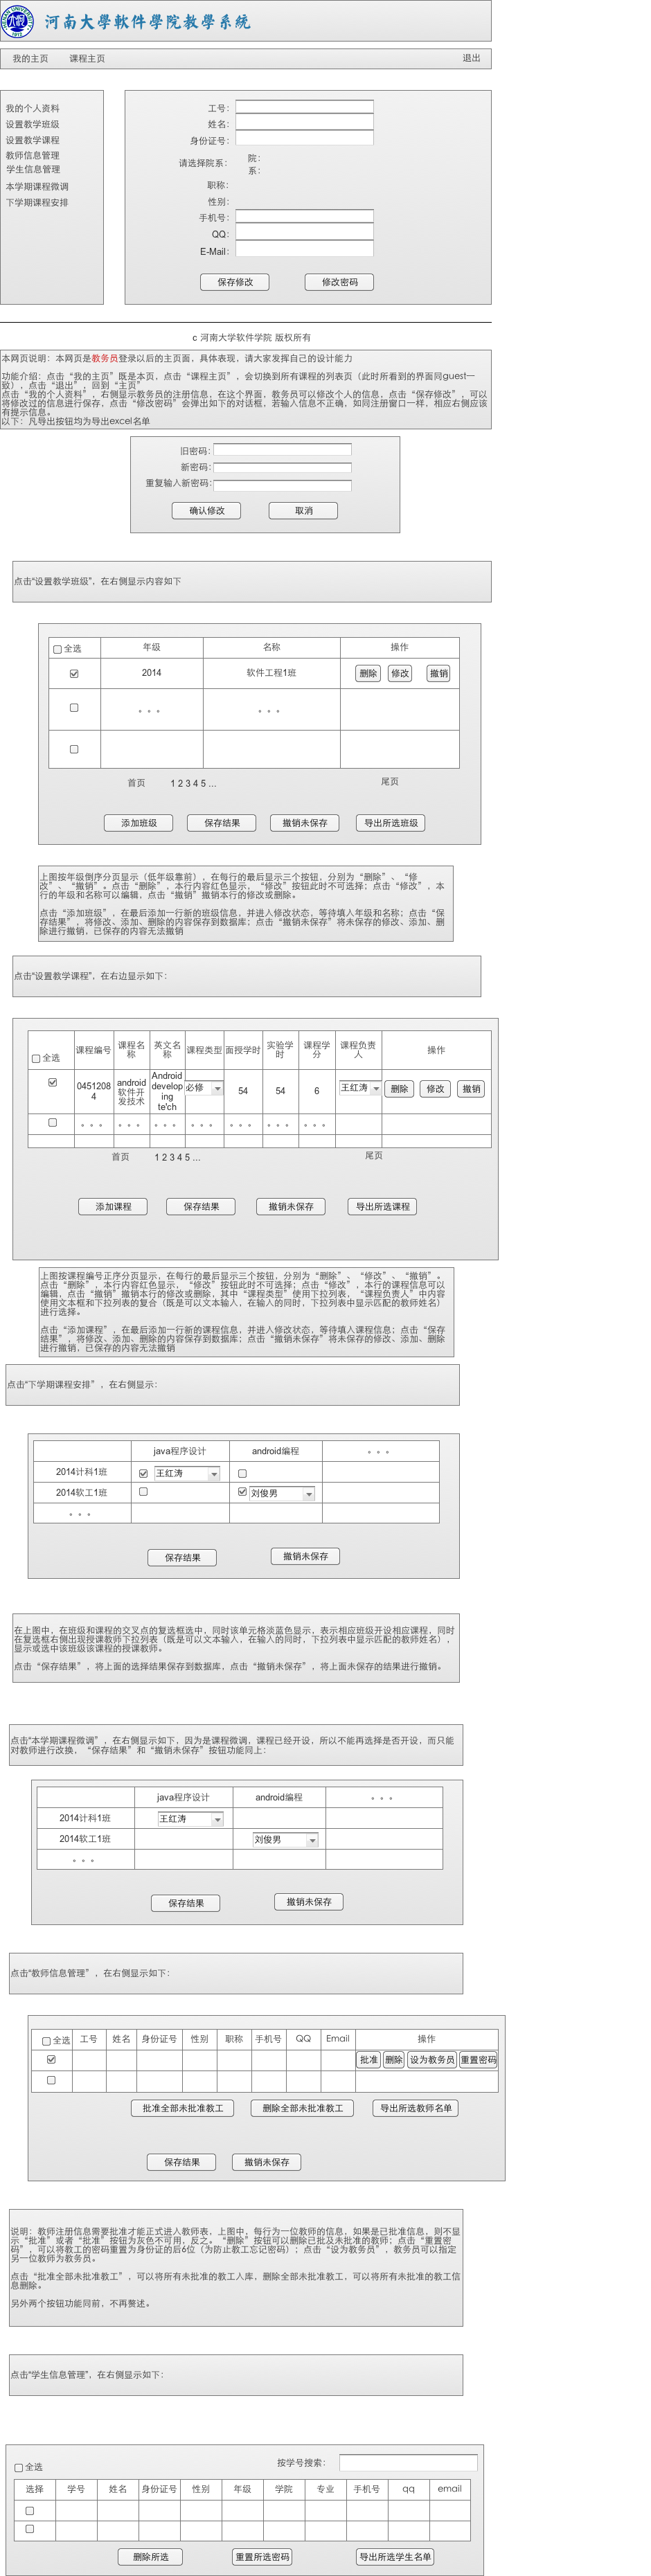 河南大學軟件學院教學系統
我的主页 课程主页 退出
我的个人资料
设置教学班级
设置教学课程
教师信息管理
学生信息管理
本学期课程微调
下学期课程安排
工号：
姓名：
身份证号：
请选择院系： 院：
系：
职称：
性别：
手机号：
QQ：
E-Mail：
保存修改 修改密码
c 河南大学软件学院 版权所有
本网页说明：本网页是教务员登录以后的主页面，具体表现，请大家发挥自己的设计能力
功能介绍：点击“我的主页”既是本页，点击“课程主页”，会切换到所有课程的列表页（此时所看到的界面同guest一
致），点击“退出”，回到“主页”
点击“我的个人资料”，右侧显示教务员的注册信息，在这个界面，教务员可以修改个人的信息，点击“保存修改”，可以
将修改过的信息进行保存，点击“修改密码”会弹出如下的对话框，若输入信息不正确，如同注册窗口一样，相应右侧应该
有提示信息。
以下：凡导出按钮均为导出excel名单
旧密码：
新密码：
重复输入新密码：
确认修改 取消
点击“设置教学班级”，在右侧显示内容如下
全选 年级 名称 操作
2014 软件工程1班 删除 修改 撤销
。。。 。。。
首页 1 2 3 4 5 ... 尾页
添加班级 保存结果 撤销未保存 导出所选班级
上图按年级倒序分页显示（低年级靠前），在每行的最后显示三个按钮，分别为“删除”、“修
改”、“撤销”。点击“删除”，本行内容红色显示，“修改”按钮此时不可选择；点击“修改”，本
行的年级和名称可以编辑，点击“撤销”撤销本行的修改或删除。
点击“添加班级”，在最后添加一行新的班级信息，并进入修改状态，等待填入年级和名称；点击“保
存结果”，将修改、添加、删除的内容保存到数据库；点击“撤销未保存”将未保存的修改、添加、删
除进行撤销，已保存的内容无法撤销
点击“设置教学课程”，在右边显示如下：
全选 课程编号 课程名称 英文名称 课程类型 面授学时 实验学时 课程学分 课程负责人 操作
04512084 android软件开发技术 Android developing te'ch 必修 54 54 6 王红涛 删除 修改 撤销
。。。 。。。 。。。 。。。 。。。 。。。 。。。
首页 1 2 3 4 5 ... 尾页
添加课程 保存结果 撤销未保存 导出所选课程
上图按课程编号正序分页显示，在每行的最后显示三个按钮，分别为“删除”、“修改”、“撤销”。
点击“删除”，本行内容红色显示，“修改”按钮此时不可选择；点击“修改”，本行的课程信息可以
编辑，点击“撤销”撤销本行的修改或删除，其中“课程类型”使用下拉列表，“课程负责人”中内容
使用文本框和下拉列表的复合（既是可以文本输入，在输入的同时，下拉列表中显示匹配的教师姓名）
进行选择。
点击“添加课程”，在最后添加一行新的课程信息，并进入修改状态，等待填入课程信息；点击“保存
结果”，将修改、添加、删除的内容保存到数据库；点击“撤销未保存”将未保存的修改、添加、删除
进行撤销，已保存的内容无法撤销
点击“下学期课程安排”，在右侧显示：
java程序设计 android编程 。。。
2014计科1班 王红涛
2014软工1班 刘俊男
。。。
保存结果 撤销未保存
在上图中，在班级和课程的交叉点的复选框选中，同时该单元格淡蓝色显示，表示相应班级开设相应课程，同时
在复选框右侧出现授课教师下拉列表（既是可以文本输入，在输入的同时，下拉列表中显示匹配的教师姓名），
显示或选中该班级该课程的授课教师。
点击“保存结果”，将上面的选择结果保存到数据库，点击“撤销未保存”，将上面未保存的结果进行撤销。
点击“本学期课程微调”，在右侧显示如下，因为是课程微调，课程已经开设，所以不能再选择是否开设，而只能
对教师进行改换，“保存结果”和“撤销未保存”按钮功能同上：
java程序设计 android编程 。。。
2014计科1班 王红涛
2014软工1班 刘俊男
。。。
保存结果 撤销未保存
点击“教师信息管理”，在右侧显示如下：
全选 工号 姓名 身份证号 性别 职称 手机号 QQ Email 操作
批准 删除 设为教务员 重置密码
批准全部未批准教工 删除全部未批准教工 导出所选教师名单
保存结果 撤销未保存
说明：教师注册信息需要批准才能正式进入教师表，上图中，每行为一位教师的信息，如果是已批准信息，则不显
示“批准”或者“批准”按钮为灰色不可用，反之。“删除”按钮可以删除已批及未批准的教师；点击“重置密
码”，可以将教工的密码重置为身份证的后6位（为防止教工忘记密码）；点击“设为教务员”，教务员可以指定
另一位教师为教务员。
点击“批准全部未批准教工”，可以将所有未批准的教工入库，删除全部未批准教工，可以将所有未批准的教工信
息删除。
另外两个按钮功能同前，不再赘述。
点击“学生信息管理”，在右侧显示如下：
全选 按学号搜索：
选择 学号 姓名 身份证号 性别 年级 学院 专业 手机号 qq email
删除所选 重置所选密码 导出所选学生名单